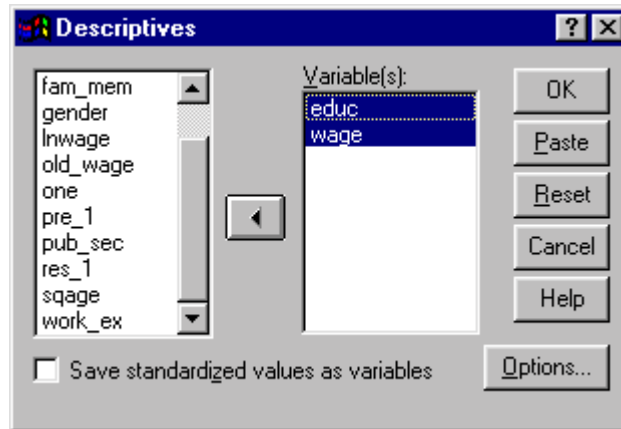 Descriptives
fam_mem
gender
lnwage
old_wage
one
pre_1
pub_sec
res_1
sqage
work_ex
Variable(s):
educ
wage
OK
Paste
Reset
Cancel
Help
Save standardized values as variables
Options...